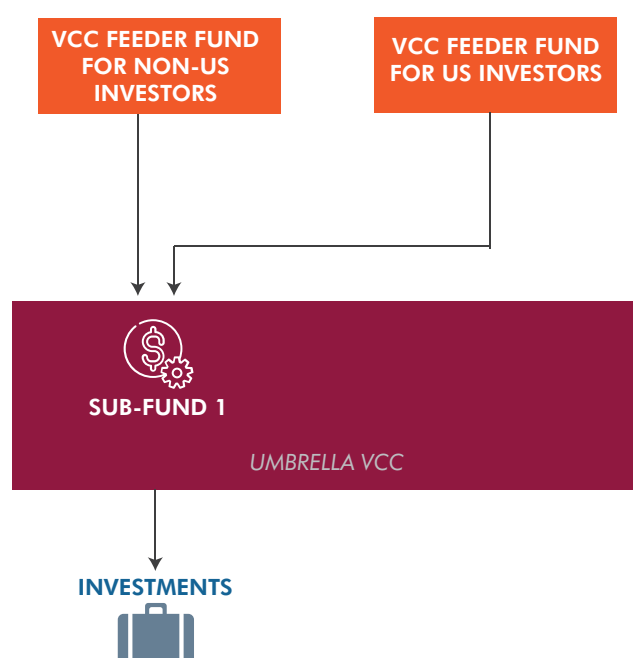 VCC FEEDER FUND
FOR NON-US
INVESTORS
VCC FEEDER FUND
FOR US INVESTORS
$
SUB-FUND 1
UMBRELLA VCC
INVESTMENTS